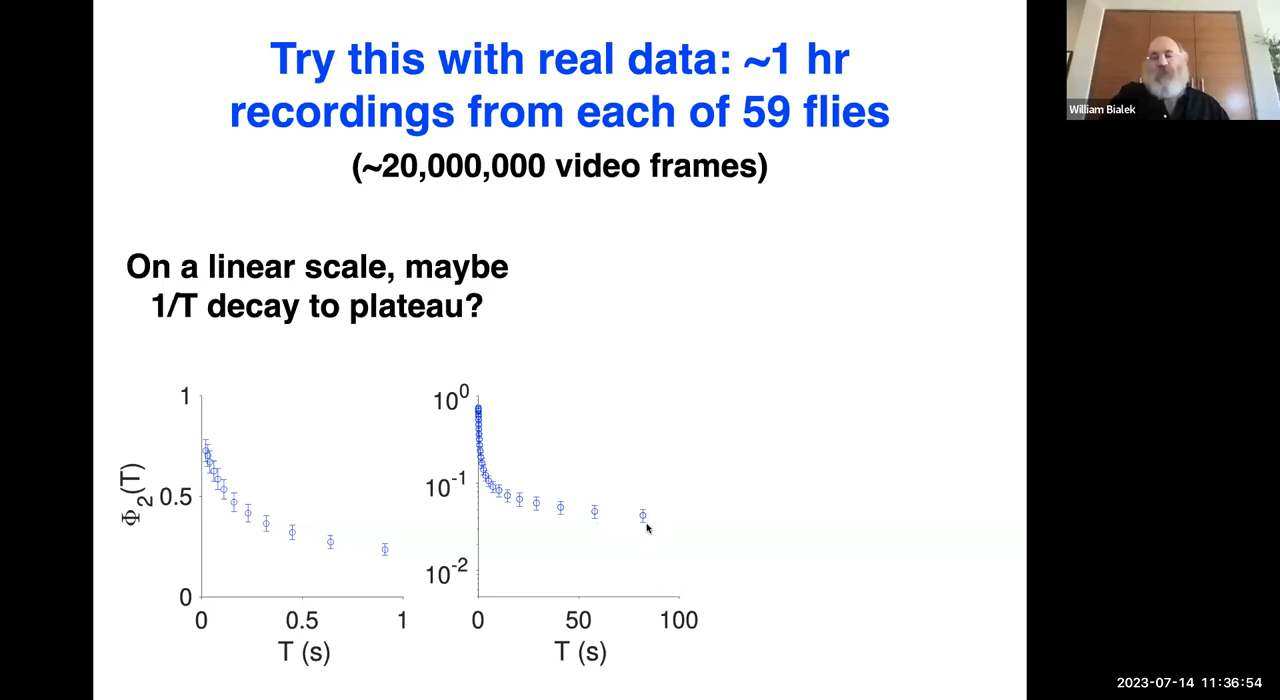 Try this with real data: ~1 hr
recordings from each of 59 flies
(~20,000,000 video frames)
On a linear scale, maybe
1/T decay to plateau?
Φ₂(T)
1
0.5
0
0
0.5
1
T (s)
10⁰
10⁻¹
10⁻²
0
50
100
T (s)
William Bialek
2023-07-14 11:36:54